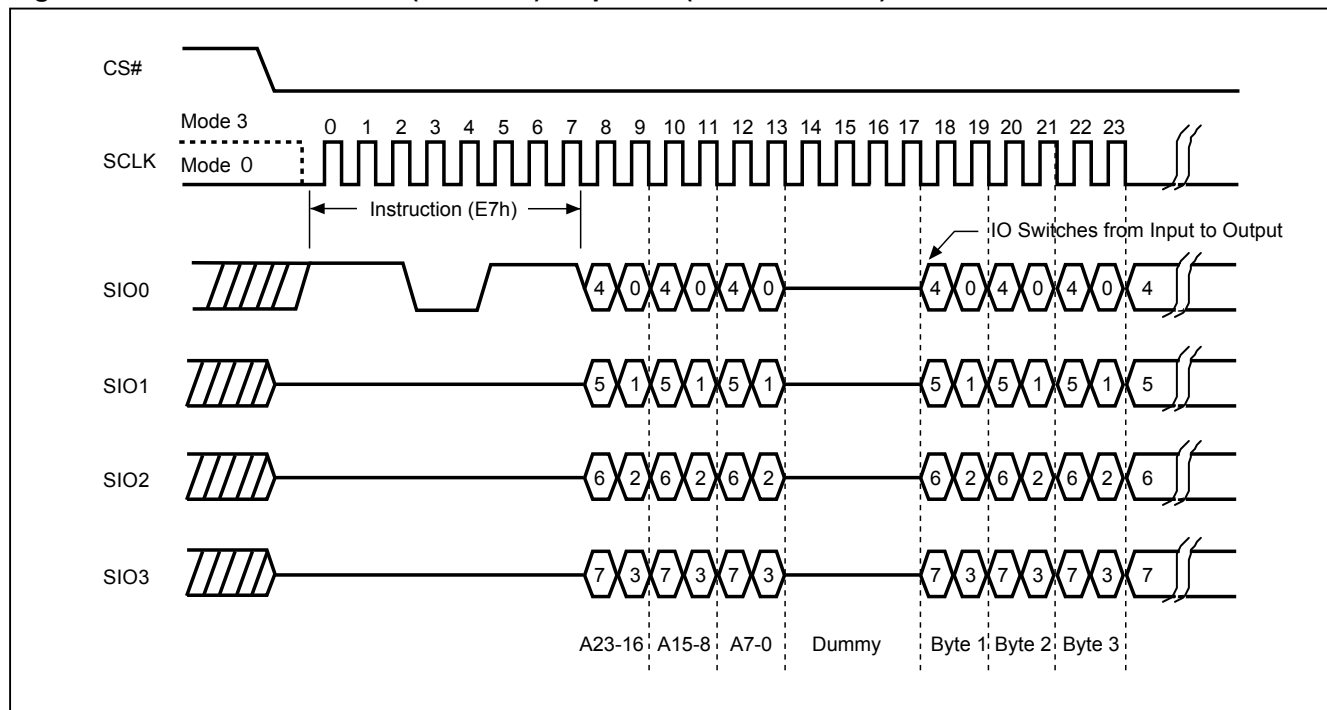 CS#
Mode 3
0 1 2 3 4 5 6 7 8 9 10 11 12 13 14 15 16 17 18 19 20 21 22 23
SCLK
Mode 0
Instruction (E7h)
IO Switches from Input to Output
SIO0
4 0 4 0 4 0 4 0 4 0 4 0 4
SIO1
5 1 5 1 5 1 5 1 5 1 5 1 5
SIO2
6 2 6 2 6 2 6 2 6 2 6 2 6
SIO3
7 3 7 3 7 3 7 3 7 3 7 3 7
A23-16 A15-8 A7-0 Dummy Byte 1 Byte 2 Byte 3